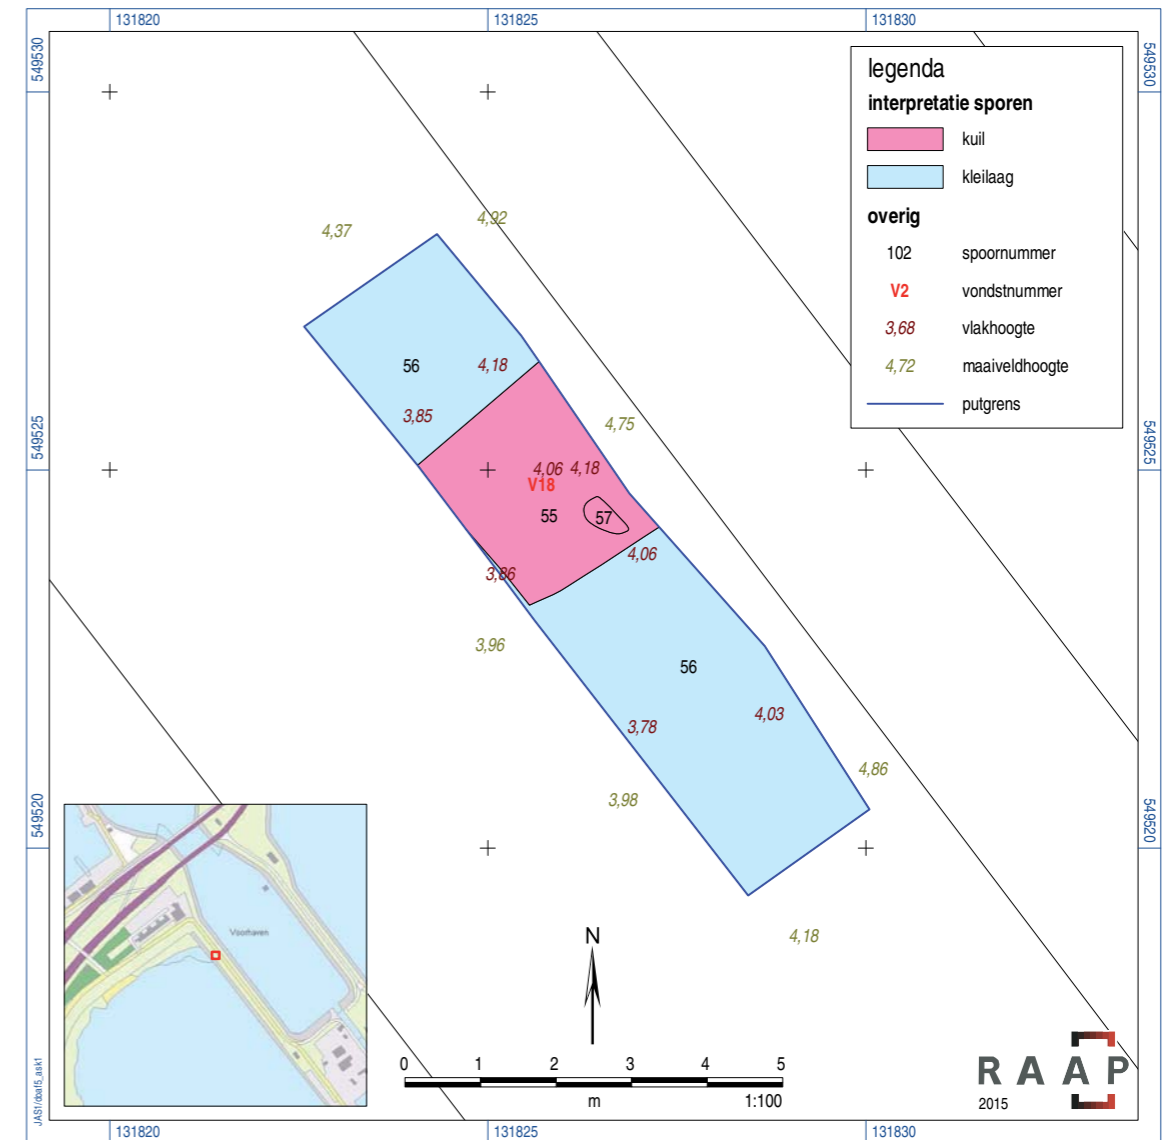 131820
131825
131830
549530
549530
legenda
interpretatie sporen
kuil
kleilaag
overig
102 spoornummer
V2 vondstnummer
3,68 vlakhoogte
4,72 maaiveldhoogte
putgrens
4,92
4,37
56
4,18
3,85
4,75
549525
549525
4,06 4,18
V18
55
57
4,06
3,86
3,96
56
4,03
3,78
4,86
3,98
549520
549520
4,18
Voorhaven
N
0 1 2 3 4 5
m
1:100
RAAP
2015
131820
131825
131830